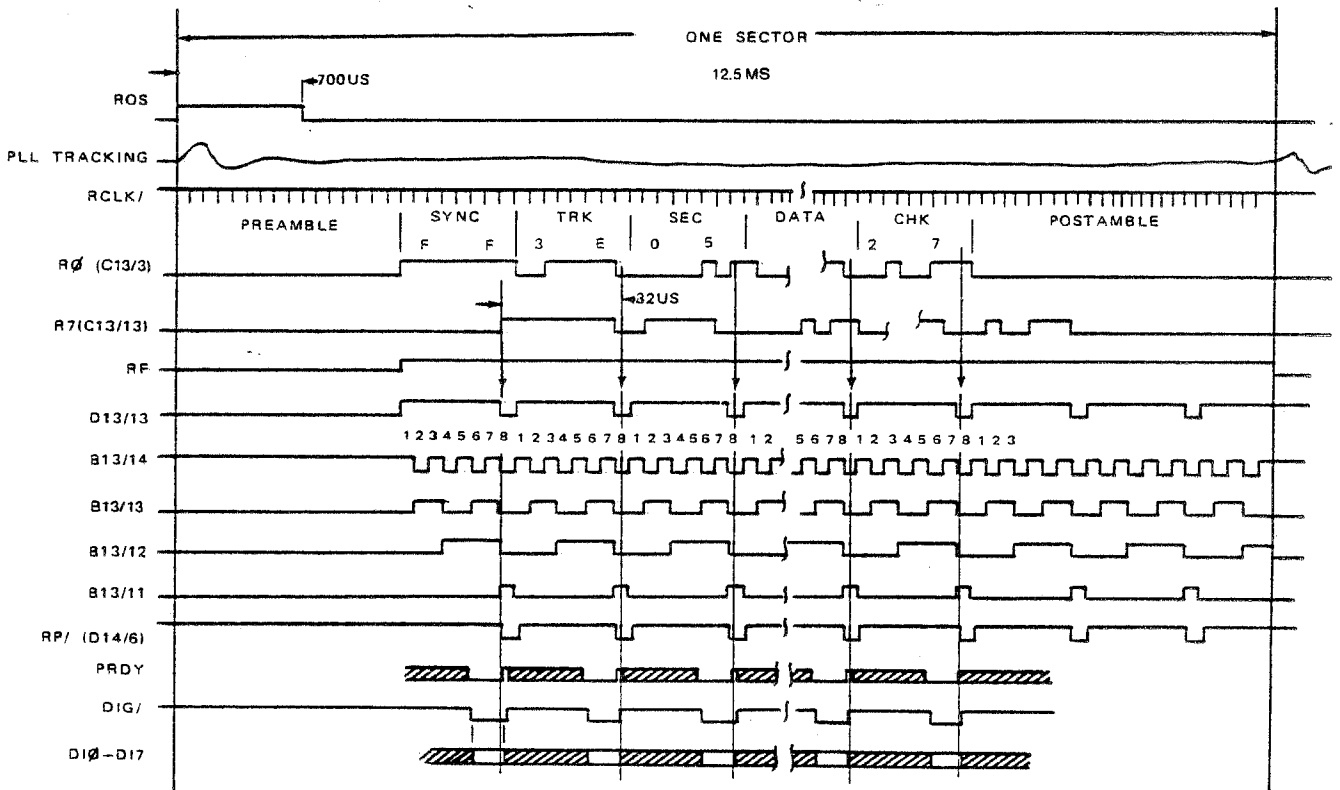 ONE SECTOR
12.5 MS
700US
ROS
PLL TRACKING
RCLK/
PREAMBLE SYNC TRK SEC DATA CHK POSTAMBLE
F F 3 E 0 5 2 7
RØ (C13/3)
32US
R7(C13/13)
RF
D13/13
1 2 3 4 5 6 7 8 1 2 3 4 5 6 7 8 1 2 3 4 5 6 7 8 1 2 5 6 7 8 1 2 3 4 5 6 7 8 1 2 3
B13/14
B13/13
B13/12
B13/11
RP/ (D14/6)
PRDY
DIG/
DIØ-DI7